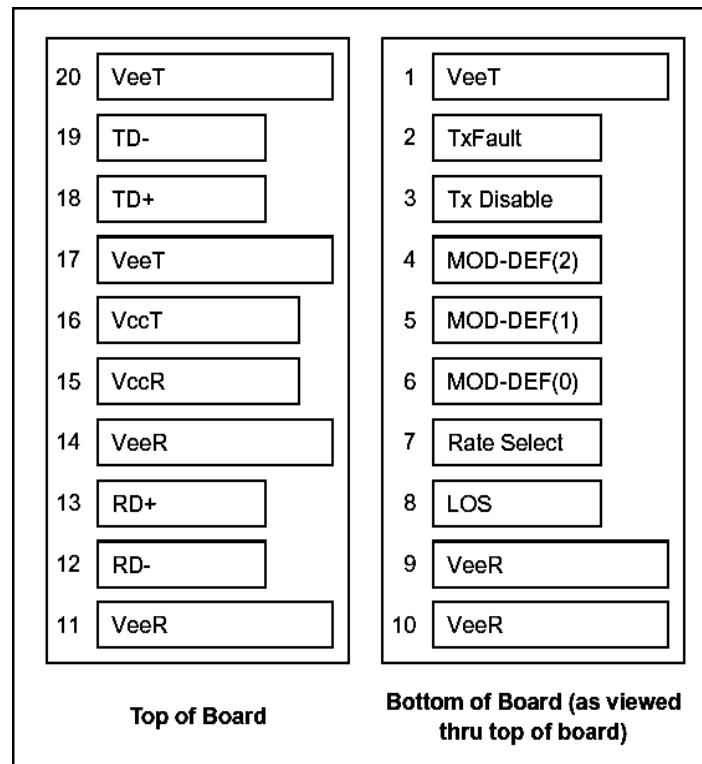 20 VeeT
19 TD-
18 TD+
17 VeeT
16 VccT
15 VccR
14 VeeR
13 RD+
12 RD-
11 VeeR
Top of Board
1 VeeT
2 TxFault
3 Tx Disable
4 MOD-DEF(2)
5 MOD-DEF(1)
6 MOD-DEF(0)
7 Rate Select
8 LOS
9 VeeR
10 VeeR
Bottom of Board (as viewed
thru top of board)